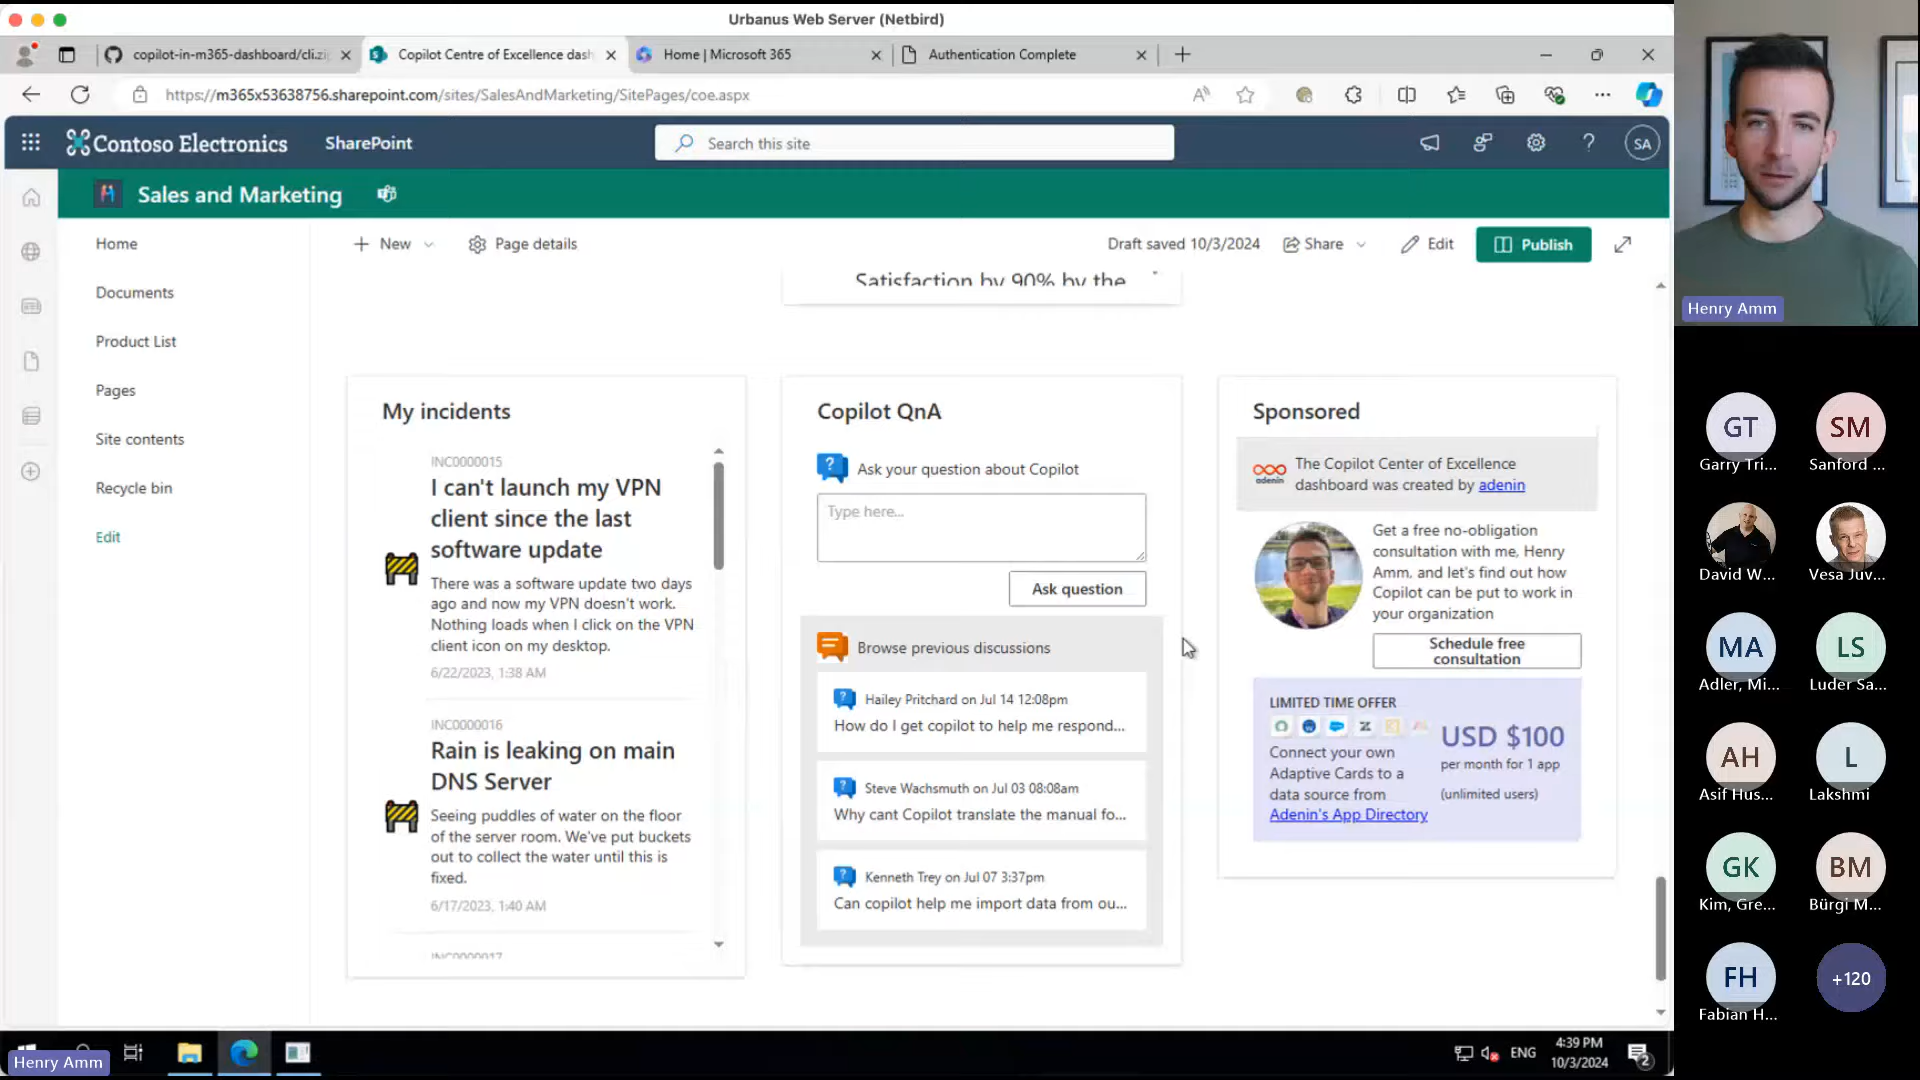 Urbanus Web Server (Netbird)
copilot-in-m365-dashboard/cli.zi
Copilot Centre of Excellence dash
Home | Microsoft 365
Authentication Complete
https://m365x53638756.sharepoint.com/sites/SalesAndMarketing/SitePages/coe.aspx
Contoso Electronics
SharePoint
Search this site
SA
Sales and Marketing
Home
Documents
Product List
Pages
Site contents
Recycle bin
Edit
New
Page details
Draft saved 10/3/2024
Share
Edit
Publish
Satisfaction by 90% by the
My incidents
INC0000015
I can't launch my VPN
client since the last
software update
There was a software update two days
ago and now my VPN doesn't work.
Nothing loads when I click on the VPN
client icon on my desktop.
6/22/2023, 1:38 AM
INC0000016
Rain is leaking on main
DNS Server
Seeing puddles of water on the floor
of the server room. We've put buckets
out to collect the water until this is
fixed.
6/17/2023, 1:40 AM
INC0000017
Copilot QnA
Ask your question about Copilot
Type here...
Ask question
Browse previous discussions
Hailey Pritchard on Jul 14 12:08pm
How do I get copilot to help me respond...
Steve Wachsmuth on Jul 03 08:08am
Why cant Copilot translate the manual fo...
Kenneth Trey on Jul 07 3:37pm
Can copilot help me import data from ou...
Sponsored
adenin
The Copilot Center of Excellence
dashboard was created by adenin
Get a free no-obligation
consultation with me, Henry
Amm, and let's find out how
Copilot can be put to work in
your organization
Schedule free
consultation
LIMITED TIME OFFER
Connect your own
Adaptive Cards to a
data source from
Adenin's App Directory
USD $100
per month for 1 app
(unlimited users)
Henry Amm
ENG
4:39 PM
10/3/2024
2
Henry Amm
GT
Garry Tri...
SM
Sanford ...
David W...
Vesa Juv...
MA
Adler, Mi...
LS
Luder Sa...
AH
Asif Hus...
L
Lakshmi
GK
Kim, Gre...
BM
Bürgi M...
FH
Fabian H...
+120